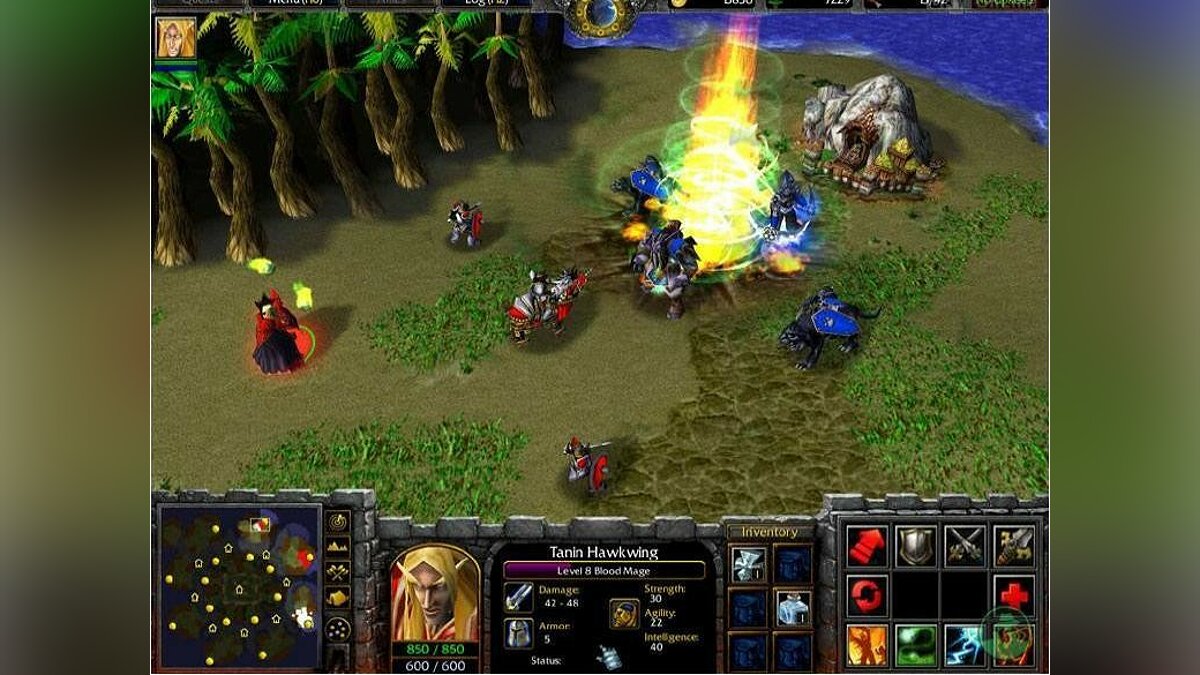 Menu (F10)
Log (F12)
Tanin Hawkwing
Level 8 Blood Mage
Damage:
42 - 48
Armor:
5
Status:
Strength:
30
Agility:
22
Intelligence:
40
850 / 850
600 / 600
Inventory
1
1